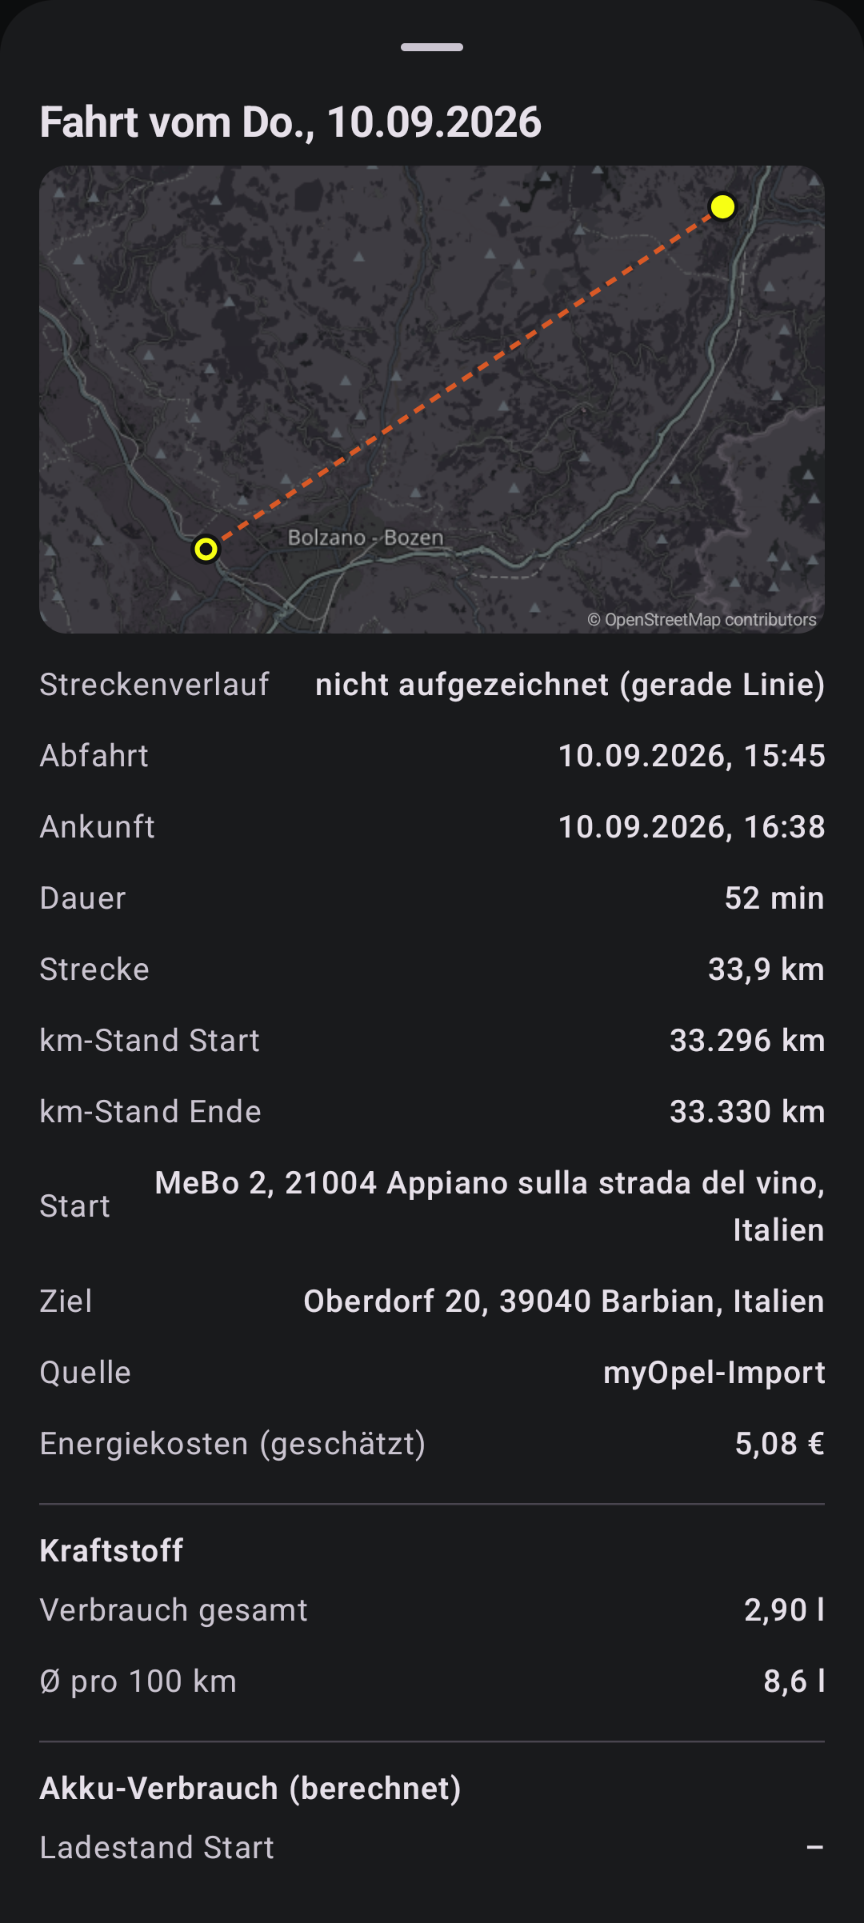 Fahrt vom Do., 10.09.2026
Bolzano - Bozen
© OpenStreetMap contributors
Streckenverlauf nicht aufgezeichnet (gerade Linie)
Abfahrt 10.09.2026, 15:45
Ankunft 10.09.2026, 16:38
Dauer 52 min
Strecke 33,9 km
km-Stand Start 33.296 km
km-Stand Ende 33.330 km
Start MeBo 2, 21004 Appiano sulla strada del vino,
Italien
Ziel Oberdorf 20, 39040 Barbian, Italien
Quelle myOpel-Import
Energiekosten (geschätzt) 5,08 €
Kraftstoff
Verbrauch gesamt 2,90 l
Ø pro 100 km 8,6 l
Akku-Verbrauch (berechnet)
Ladestand Start –